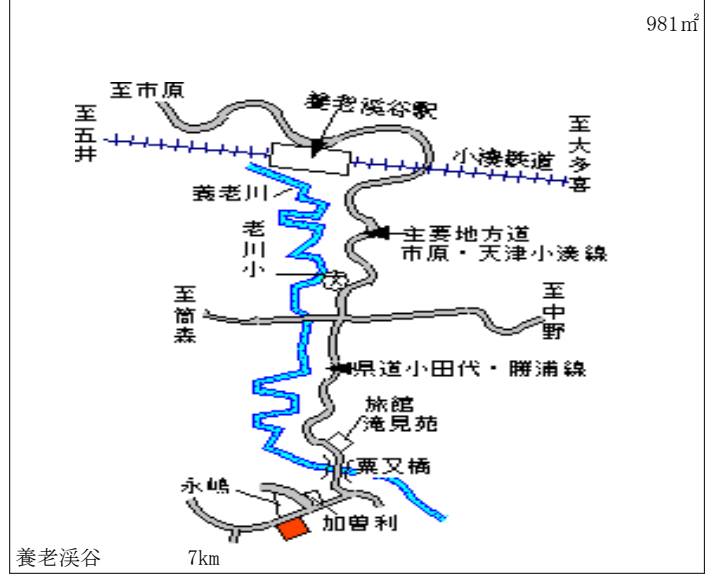 981㎡
至市原
養老渓谷駅
至五井
小湊鉄道
至大多喜
養老川
老川小
文
主要地方道
市原・天津小湊線
至筒森
至中野
県道小田代・勝浦線
旅館
滝見苑
粟又橋
永嶋
加曽利
養老渓谷 7km